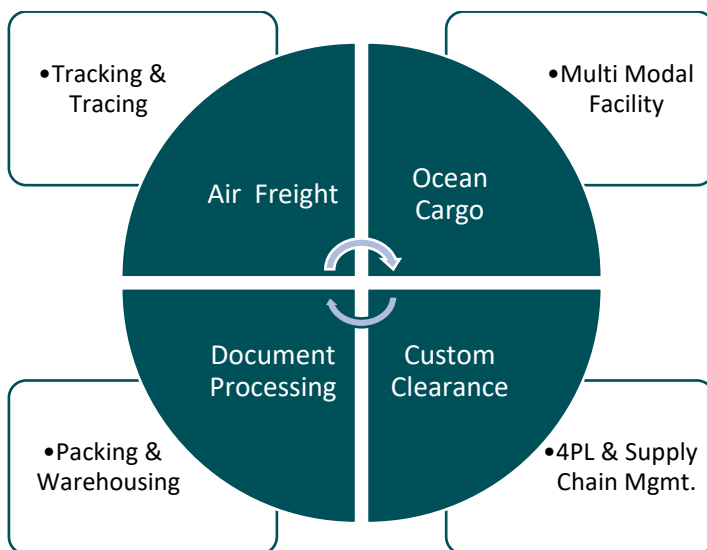 •Tracking &
Tracing
•Multi Modal
Facility
Air  Freight
Ocean
Cargo
Document
Processing
Custom
Clearance
•Packing &
Warehousing
•4PL & Supply
Chain Mgmt.